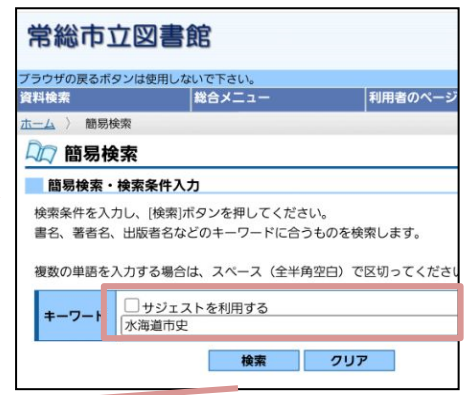 常総市立図書館
ブラウザの戻るボタンは使用しないで下さい。
資料検索 総合メニュー 利用者のページ
ホーム 〉 簡易検索
簡易検索
簡易検索・検索条件入力
検索条件を入力し、[検索]ボタンを押してください。
書名、著者名、出版者名などのキーワードに合うものを検索します。
複数の単語を入力する場合は、スペース（全半角空白）で区切ってくださ
キーワード
サジェストを利用する
水海道市史
検索 クリア